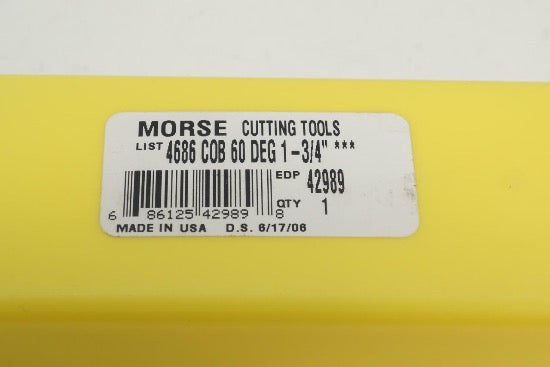 MORSE CUTTING TOOLS
LIST 4686 COB 60 DEG 1-3/4" ***
EDP 42989
QTY 1
6 86125 42989 8
MADE IN USA D.S. 6/17/06